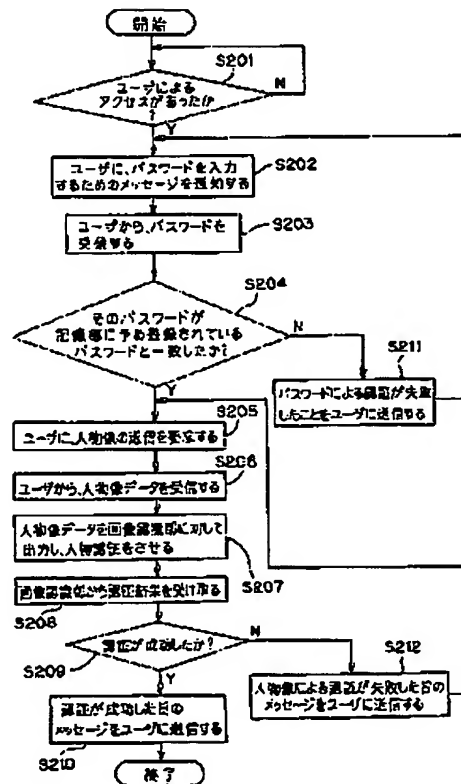 開始
S201
ユーザによる
アクセスがあったか
?
N
Y
S202
ユーザに、パスワードを入力
するためのメッセージを通知する
S203
ユーザから、パスワードを
受信する
S204
そのパスワードが
記憶部に予め登録されている
パスワードと一致したか?
N
Y
S211
パスワードによる認証が失敗
したことをユーザに送信する
S205
ユーザに、人物像の返信を要求する
S206
ユーザから、人物像データを受信する
人物像データを画像認識部に対して
出力し、人物認証をさせる
S207
画像認識部から認証結果を受け取る
S208
認証が成功したか?
N
S209
Y
S212
人物像による認証が失敗した旨の
メッセージをユーザに送信する
認証が成功した旨の
メッセージをユーザに送信する
S210
終了